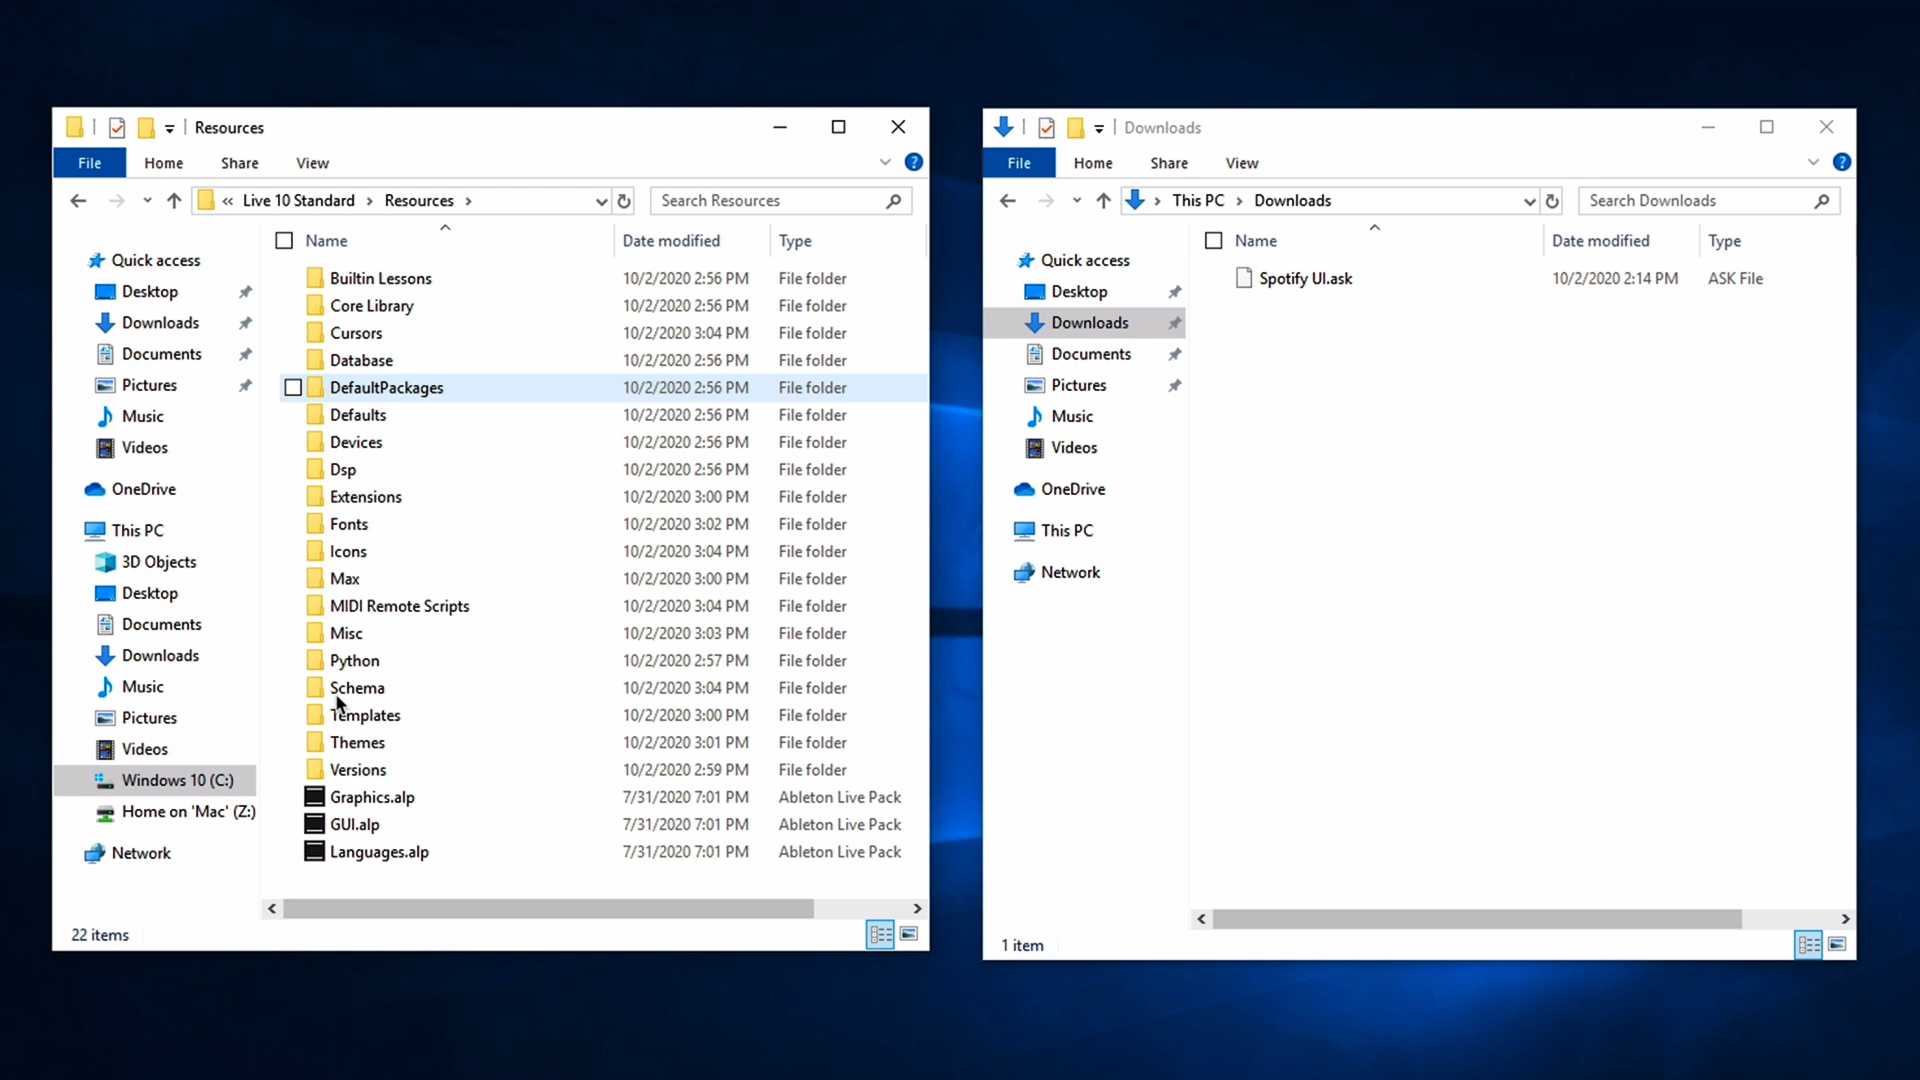 Resources
File Home Share View
« Live 10 Standard › Resources › Search Resources
Name Date modified Type
Quick access
Desktop
Downloads
Documents
Pictures
Music
Videos
OneDrive
This PC
3D Objects
Desktop
Documents
Downloads
Music
Pictures
Videos
Windows 10 (C:)
Home on 'Mac' (Z:)
Network
Builtin Lessons 10/2/2020 2:56 PM File folder
Core Library 10/2/2020 2:56 PM File folder
Cursors 10/2/2020 3:04 PM File folder
Database 10/2/2020 2:56 PM File folder
DefaultPackages 10/2/2020 2:56 PM File folder
Defaults 10/2/2020 2:56 PM File folder
Devices 10/2/2020 2:56 PM File folder
Dsp 10/2/2020 2:56 PM File folder
Extensions 10/2/2020 3:00 PM File folder
Fonts 10/2/2020 3:02 PM File folder
Icons 10/2/2020 3:04 PM File folder
Max 10/2/2020 3:00 PM File folder
MIDI Remote Scripts 10/2/2020 3:04 PM File folder
Misc 10/2/2020 3:03 PM File folder
Python 10/2/2020 2:57 PM File folder
Schema 10/2/2020 3:04 PM File folder
Templates 10/2/2020 3:00 PM File folder
Themes 10/2/2020 3:01 PM File folder
Versions 10/2/2020 2:59 PM File folder
Graphics.alp 7/31/2020 7:01 PM Ableton Live Pack
GUI.alp 7/31/2020 7:01 PM Ableton Live Pack
Languages.alp 7/31/2020 7:01 PM Ableton Live Pack
22 items
Downloads
File Home Share View
› This PC › Downloads Search Downloads
Name Date modified Type
Quick access
Desktop
Downloads
Documents
Pictures
Music
Videos
OneDrive
This PC
Network
Spotify UI.ask 10/2/2020 2:14 PM ASK File
1 item